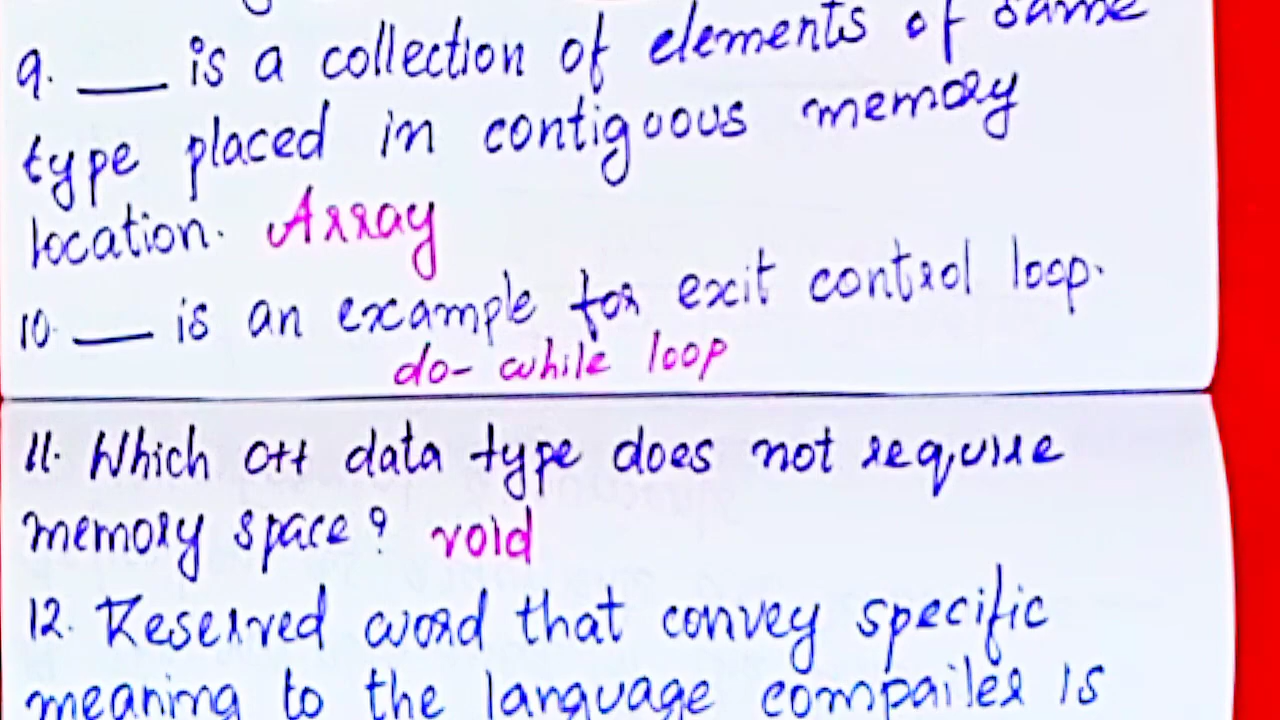 9. ___ is a collection of elements of same
type placed in contiguous memory
location. Array
10. ___ is an example for exit control loop.
do-while loop
11. Which C++ data type does not require
memory space? void
12. Reserved word that convey specific
meaning to the language compailer is